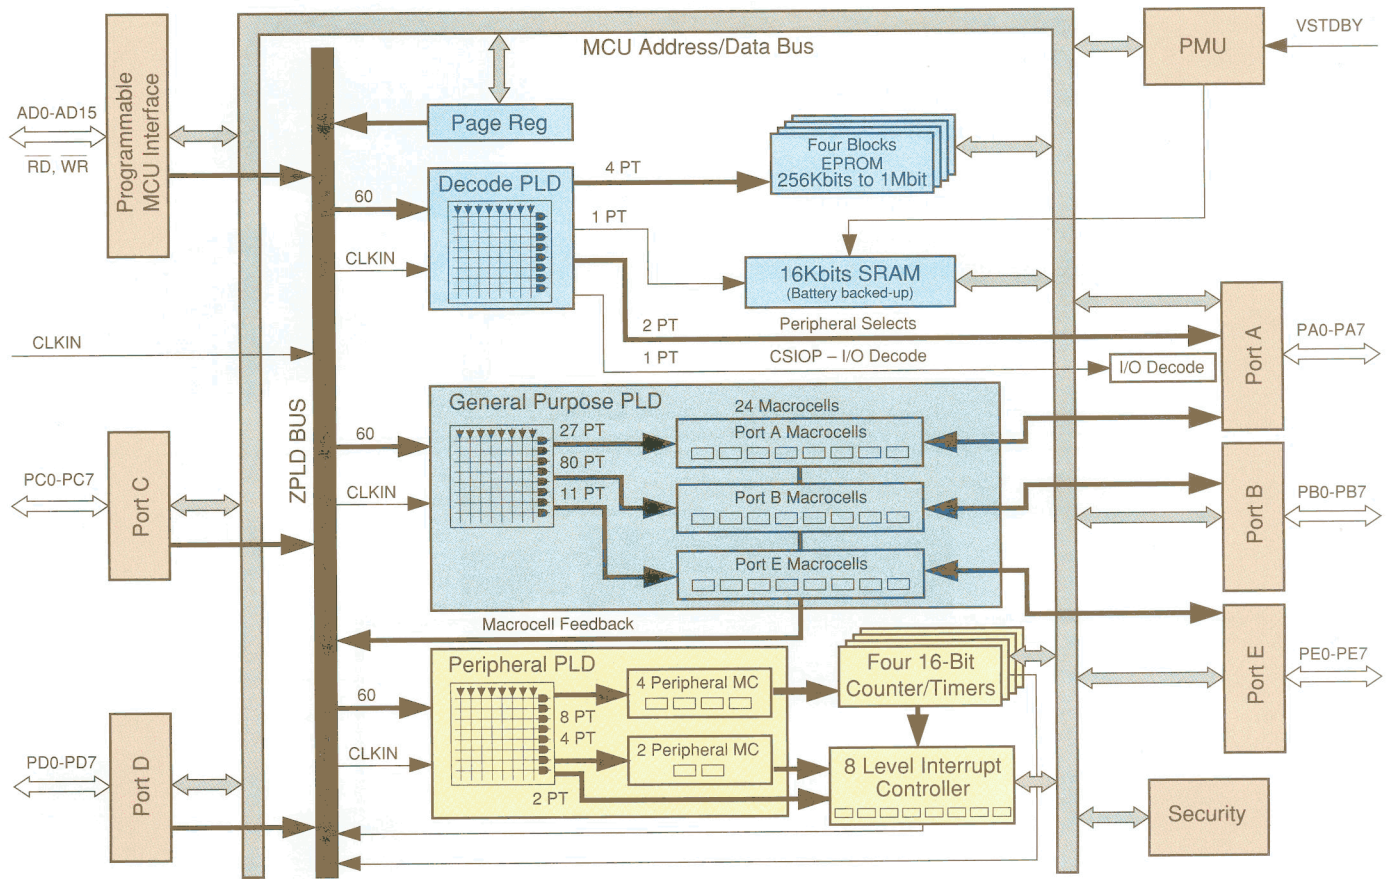 MCU Address/Data Bus
PMU
VSTDBY
Programmable
MCU Interface
AD0-AD15
RD, WR
Page Reg
Four Blocks
EPROM
256Kbits to 1Mbit
Decode PLD
4 PT
60
1 PT
CLKIN
16Kbits SRAM
(Battery backed-up)
2 PT
Peripheral Selects
Port A
PA0-PA7
CLKIN
1 PT
CSIOP – I/O Decode
I/O Decode
ZPLD BUS
General Purpose PLD
24 Macrocells
60
27 PT
Port A Macrocells
80 PT
CLKIN
11 PT
Port B Macrocells
Port B
PB0-PB7
PC0-PC7
Port C
Port E Macrocells
Macrocell Feedback
Peripheral PLD
Four 16-Bit
Counter/Timers
Port E
PE0-PE7
60
4 Peripheral MC
8 PT
4 PT
CLKIN
2 Peripheral MC
2 PT
8 Level Interrupt
Controller
PD0-PD7
Port D
Security